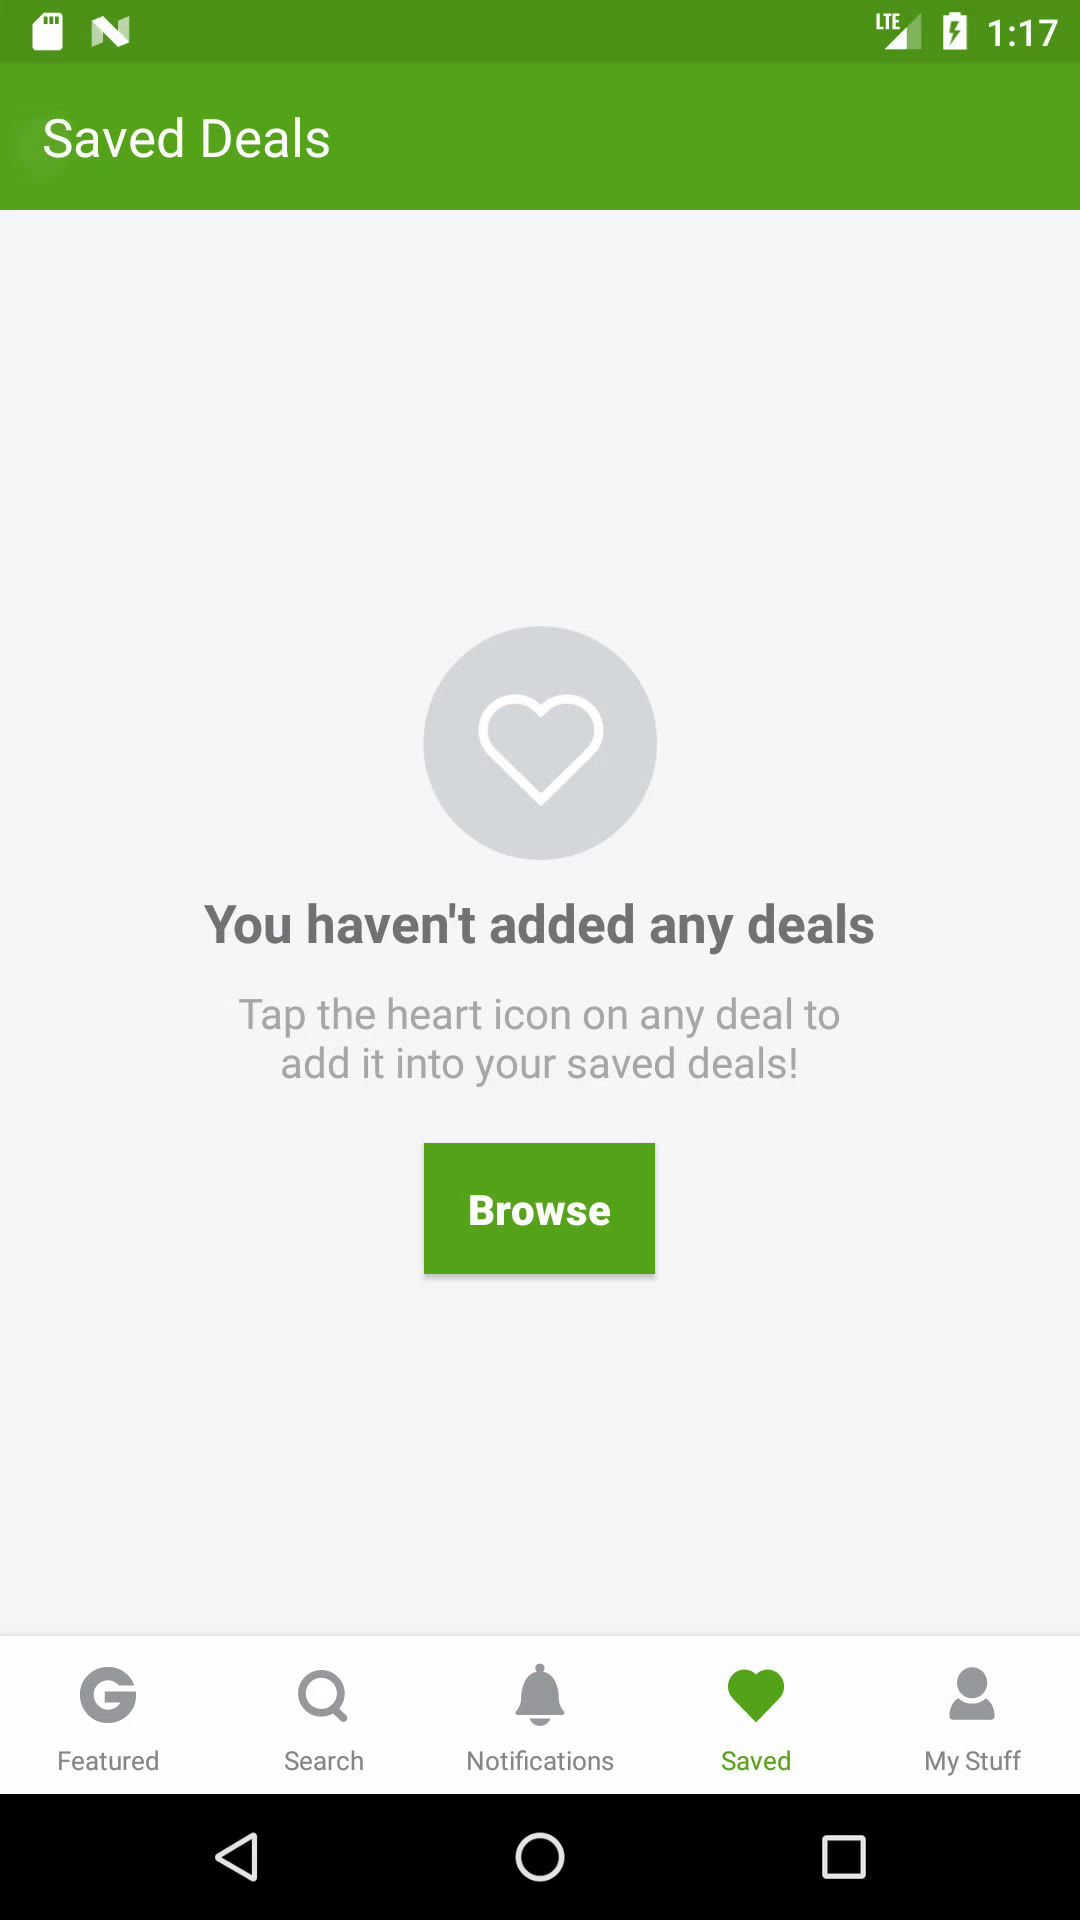 LTE 1:17
Saved Deals
You haven't added any deals
Tap the heart icon on any deal to
add it into your saved deals!
Browse
Featured Search Notifications Saved My Stuff